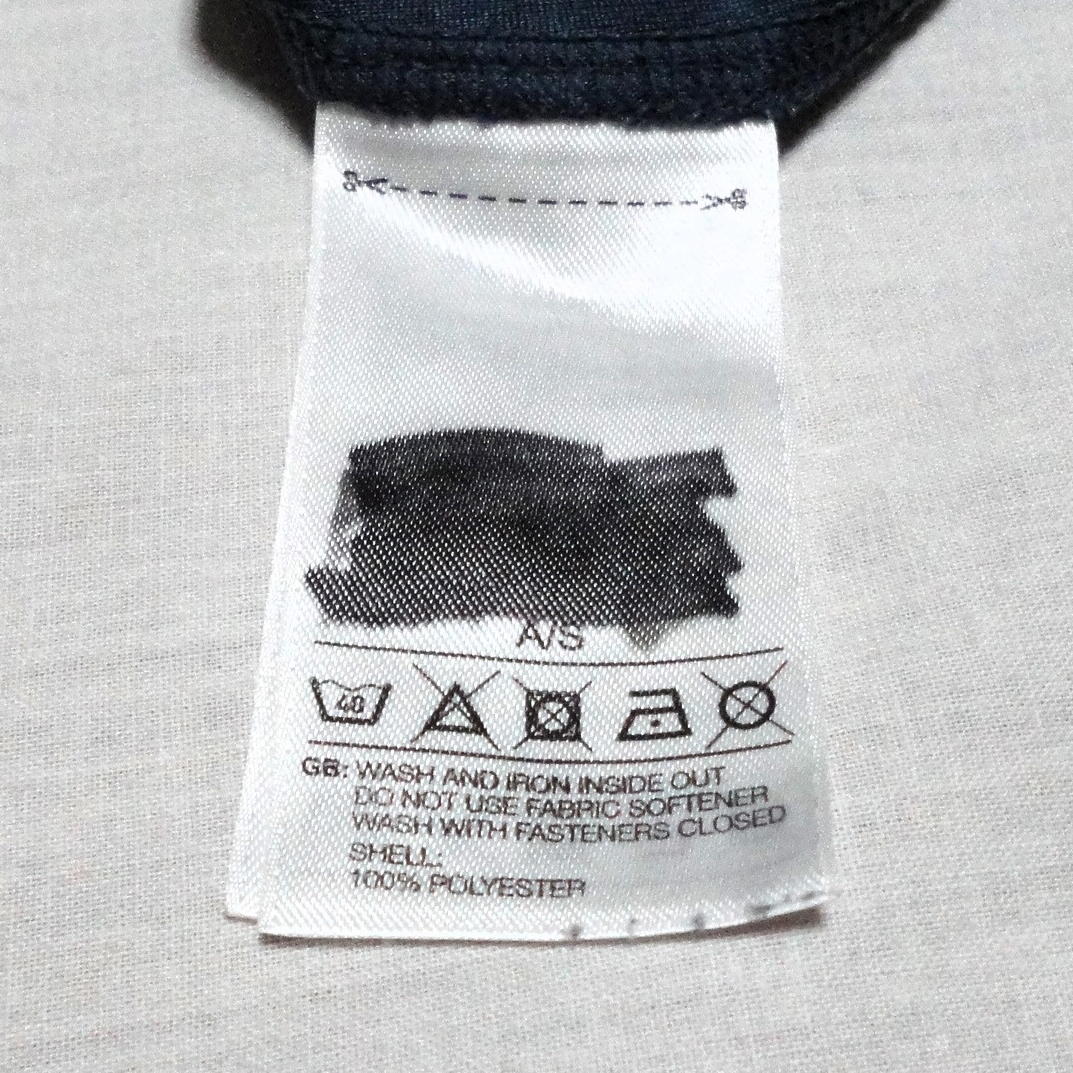 A/S
40
GB: WASH AND IRON INSIDE OUT
DO NOT USE FABRIC SOFTENER
WASH WITH FASTENERS CLOSED
SHELL:
100% POLYESTER